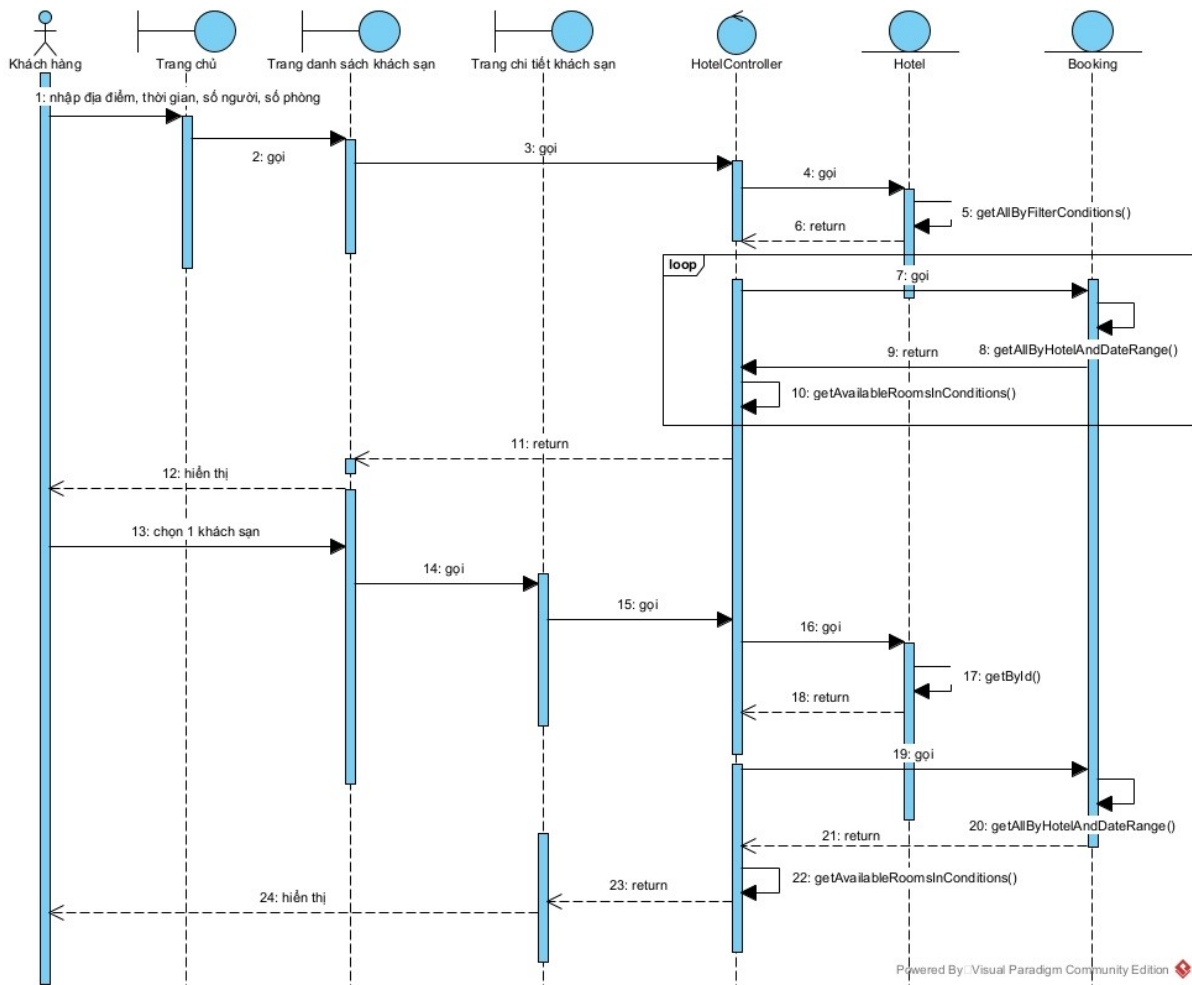 Khách hàng
Trang chủ
Trang danh sách khách sạn
Trang chi tiết khách sạn
HotelController
Hotel
Booking
1: nhập địa điểm, thời gian, số người, số phòng
2: gọi
3: gọi
4: gọi
5: getAllByFilterConditions()
6: return
loop
7: gọi
8: getAllByHotelAndDateRange()
9: return
10: getAvailableRoomsInConditions()
11: return
12: hiển thị
13: chọn 1 khách sạn
14: gọi
15: gọi
16: gọi
17: getById()
18: return
19: gọi
20: getAllByHotelAndDateRange()
21: return
22: getAvailableRoomsInConditions()
23: return
24: hiển thị
Powered By Visual Paradigm Community Edition